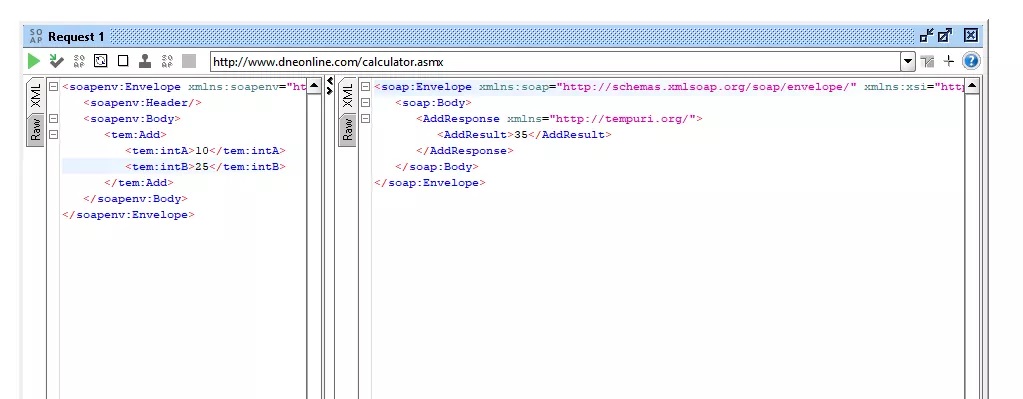 SO AP Request 1
http://www.dneonline.com/calculator.asmx
XML
Raw
<soapenv:Envelope xmlns:soapenv="ht
<soapenv:Header/>
<soapenv:Body>
<tem:Add>
<tem:intA>10</tem:intA>
<tem:intB>25</tem:intB>
</tem:Add>
</soapenv:Body>
</soapenv:Envelope>
XML
Raw
<soap:Envelope xmlns:soap="http://schemas.xmlsoap.org/soap/envelope/" xmlns:xsi="http
<soap:Body>
<AddResponse xmlns="http://tempuri.org/">
<AddResult>35</AddResult>
</AddResponse>
</soap:Body>
</soap:Envelope>